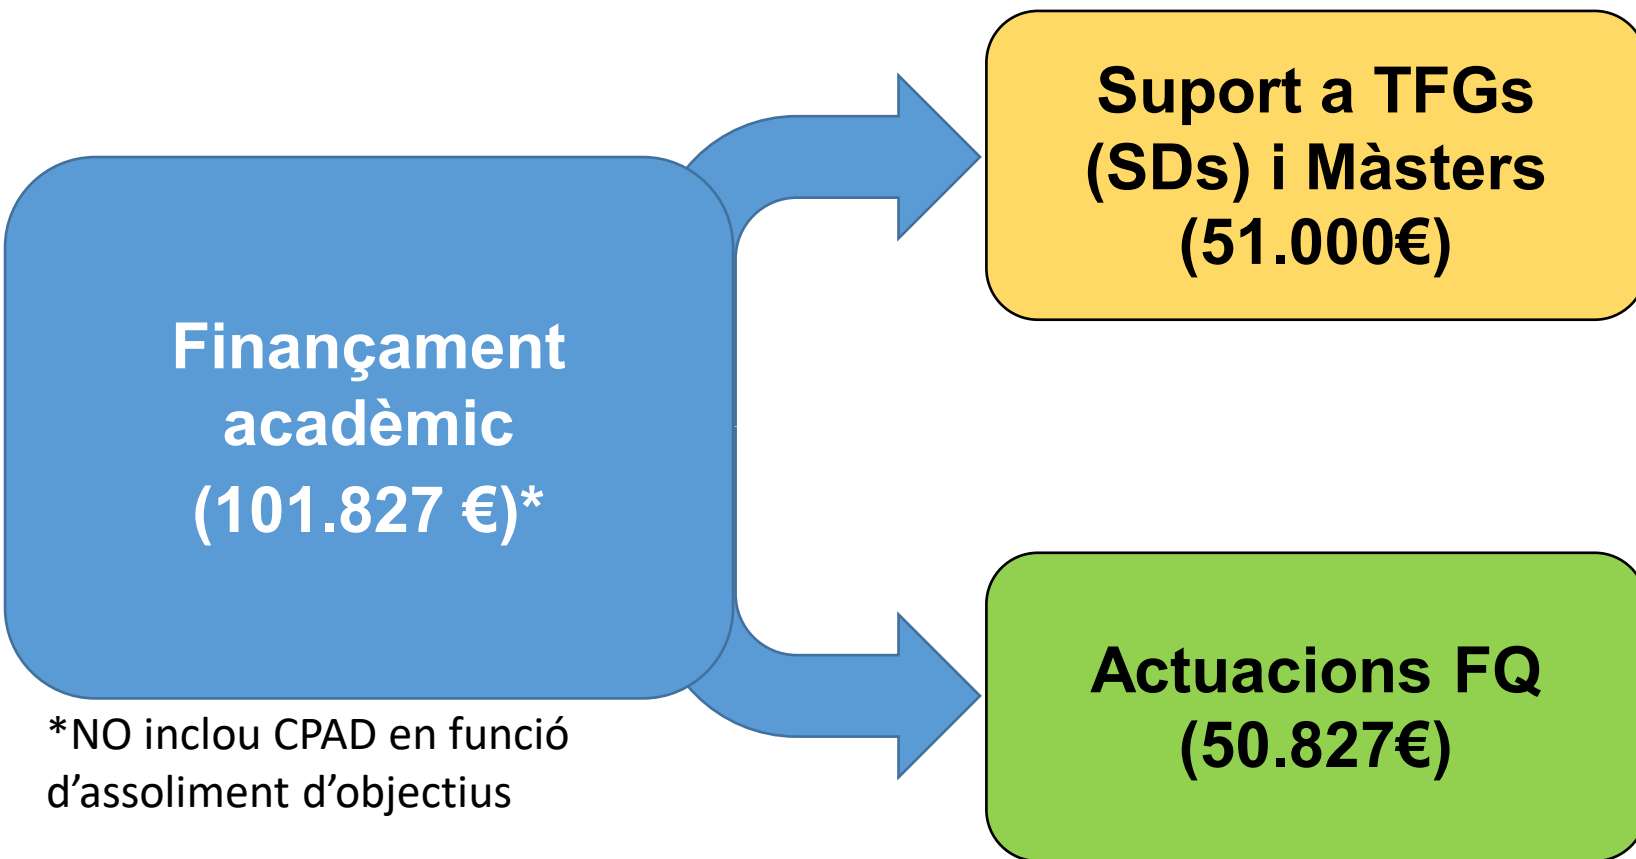 Finançament
acadèmic
(101.827 €)*
*NO inclou CPAD en funció
d’assoliment d’objectius
Suport a TFGs
(SDs) i Màsters
(51.000€)
Actuacions FQ
(50.827€)